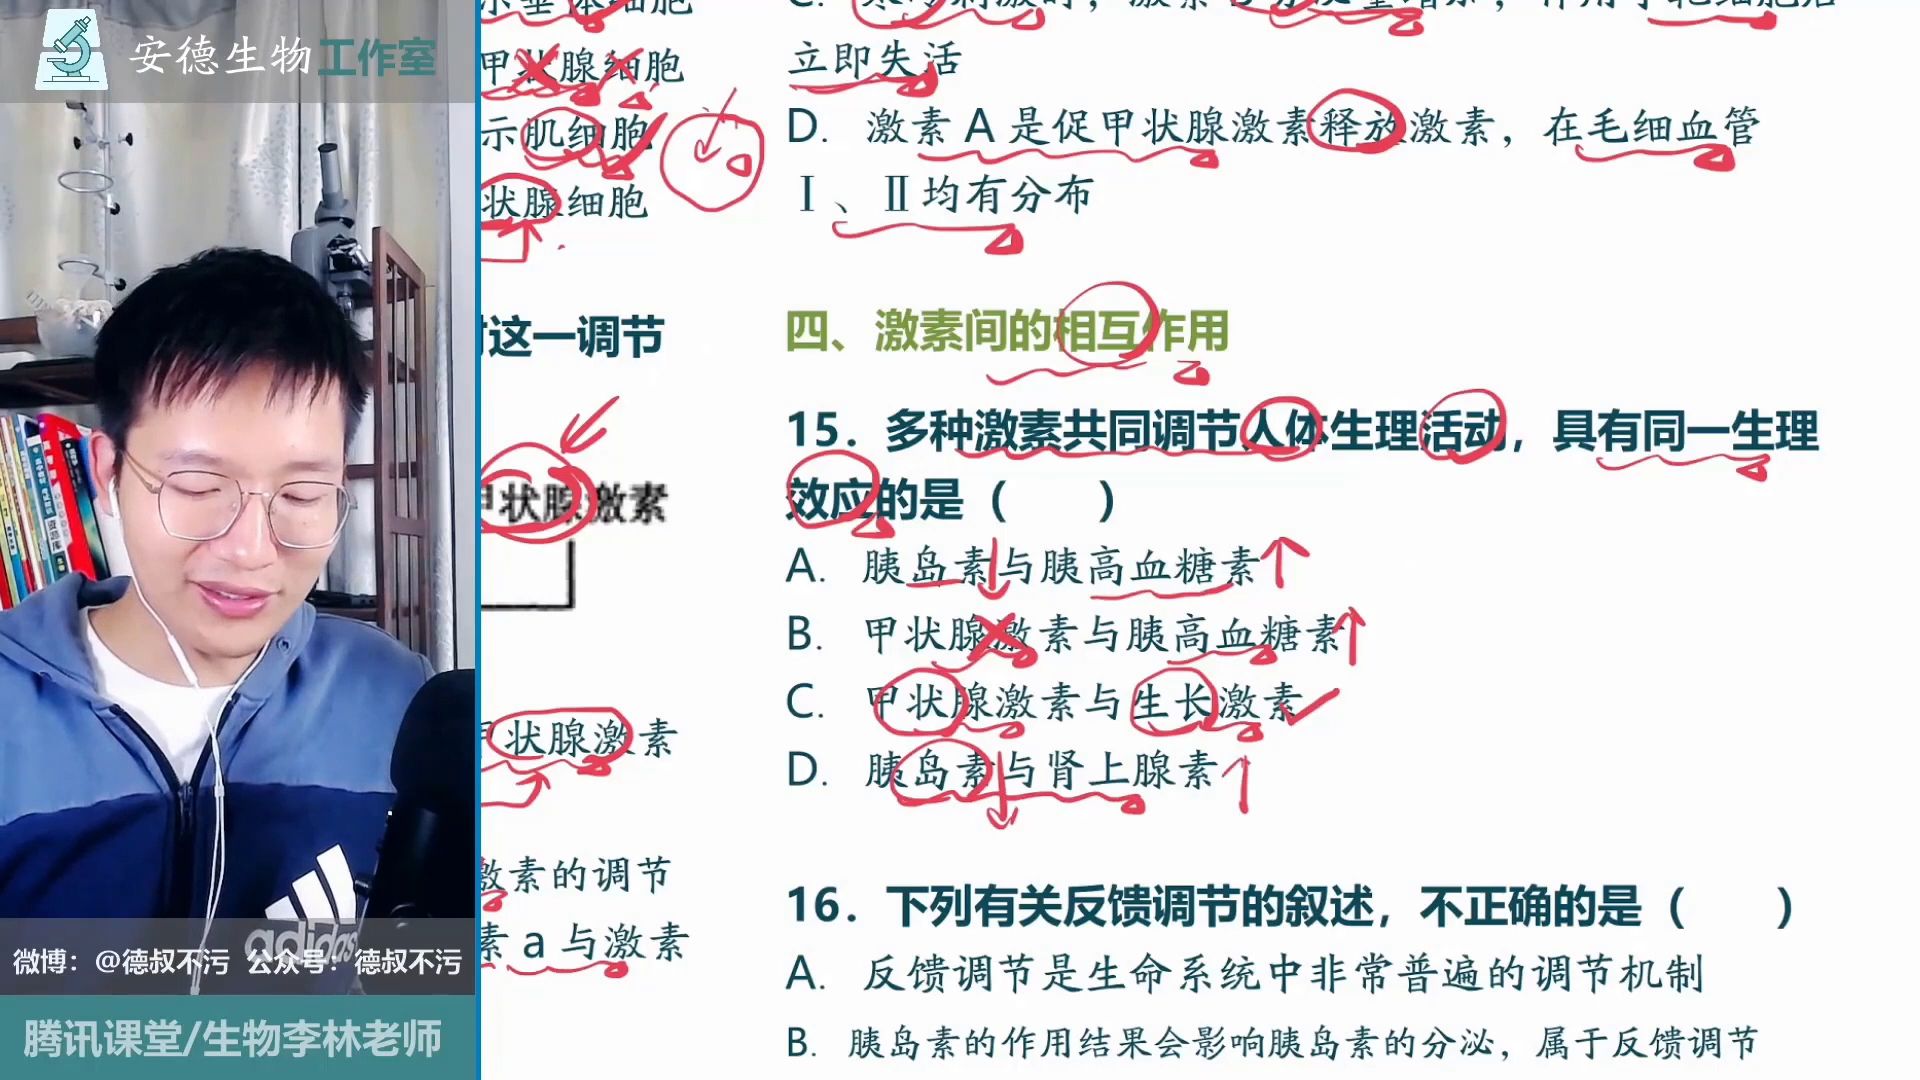 安德生物工作室
示垂体细胞
甲状腺细胞
示肌细胞
状腺细胞
这一调节
甲状腺激素
状腺激素
激素的调节
素 a 与激素
立即失活
D. 激素 A 是促甲状腺激素释放激素，在毛细血管
Ⅰ、Ⅱ均有分布
四、激素间的相互作用
15. 多种激素共同调节人体生理活动，具有同一生理
效应的是（　　）
A. 胰岛素与胰高血糖素
B. 甲状腺激素与胰高血糖素
C. 甲状腺激素与生长激素
D. 胰岛素与肾上腺素
16. 下列有关反馈调节的叙述，不正确的是（　　）
A. 反馈调节是生命系统中非常普遍的调节机制
B. 胰岛素的作用结果会影响胰岛素的分泌，属于反馈调节
adidas
微博：@德叔不污 公众号：德叔不污
腾讯课堂/生物李林老师